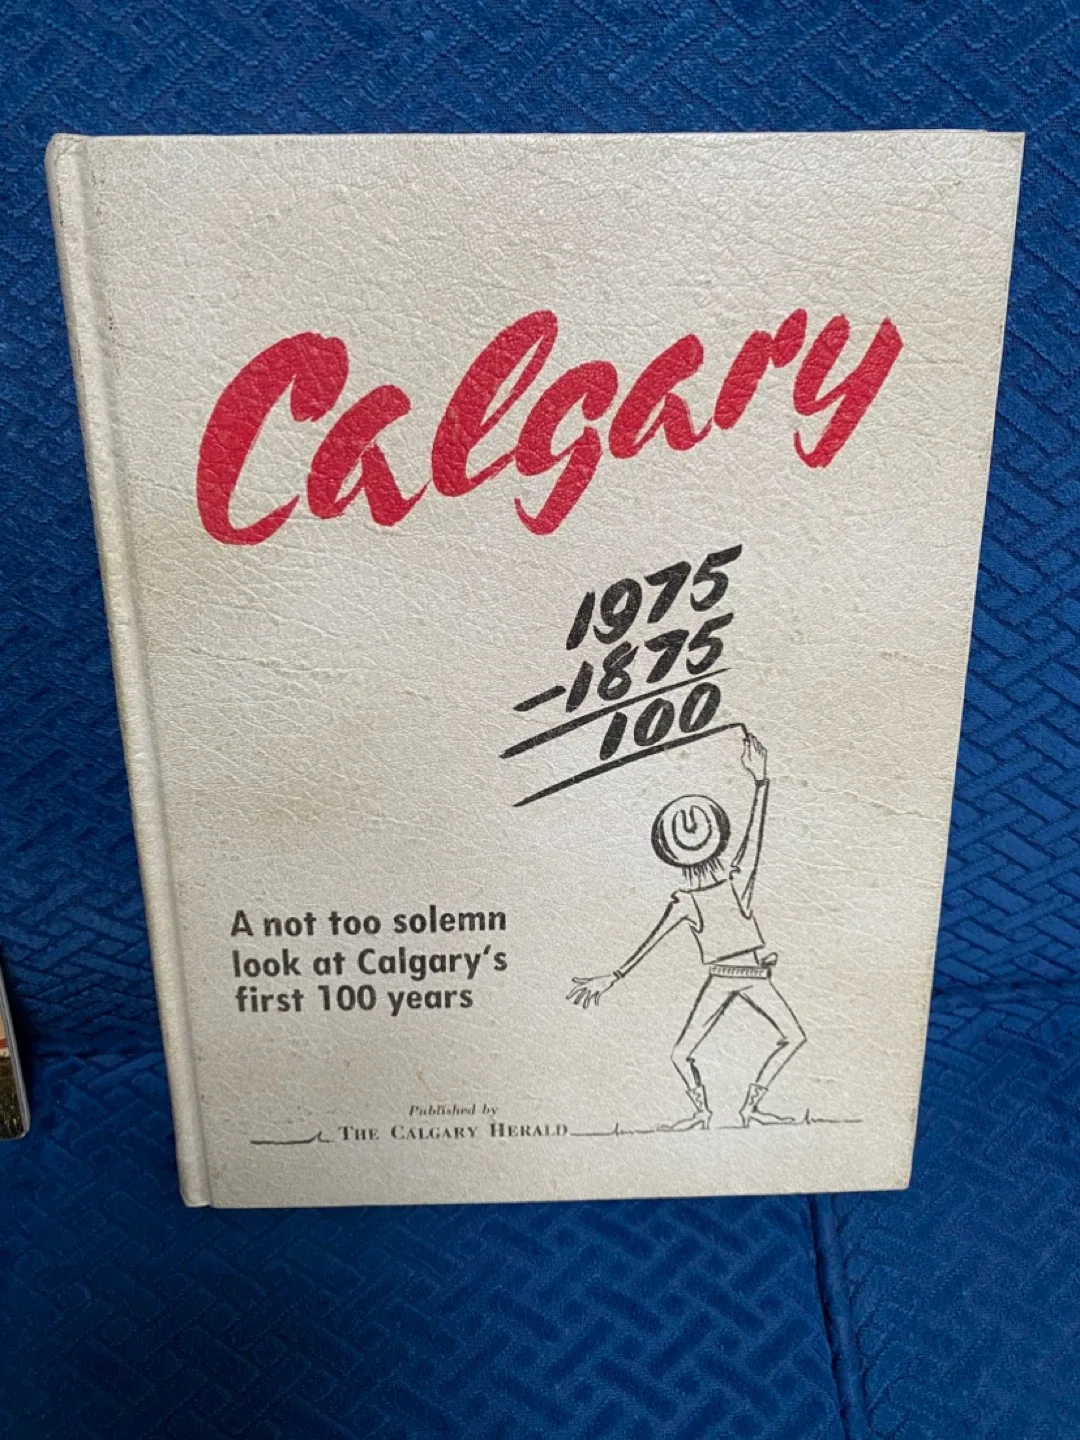 Calgary
1975
-1875
100
A not too solemn
look at Calgary's
first 100 years
Published by
THE CALGARY HERALD